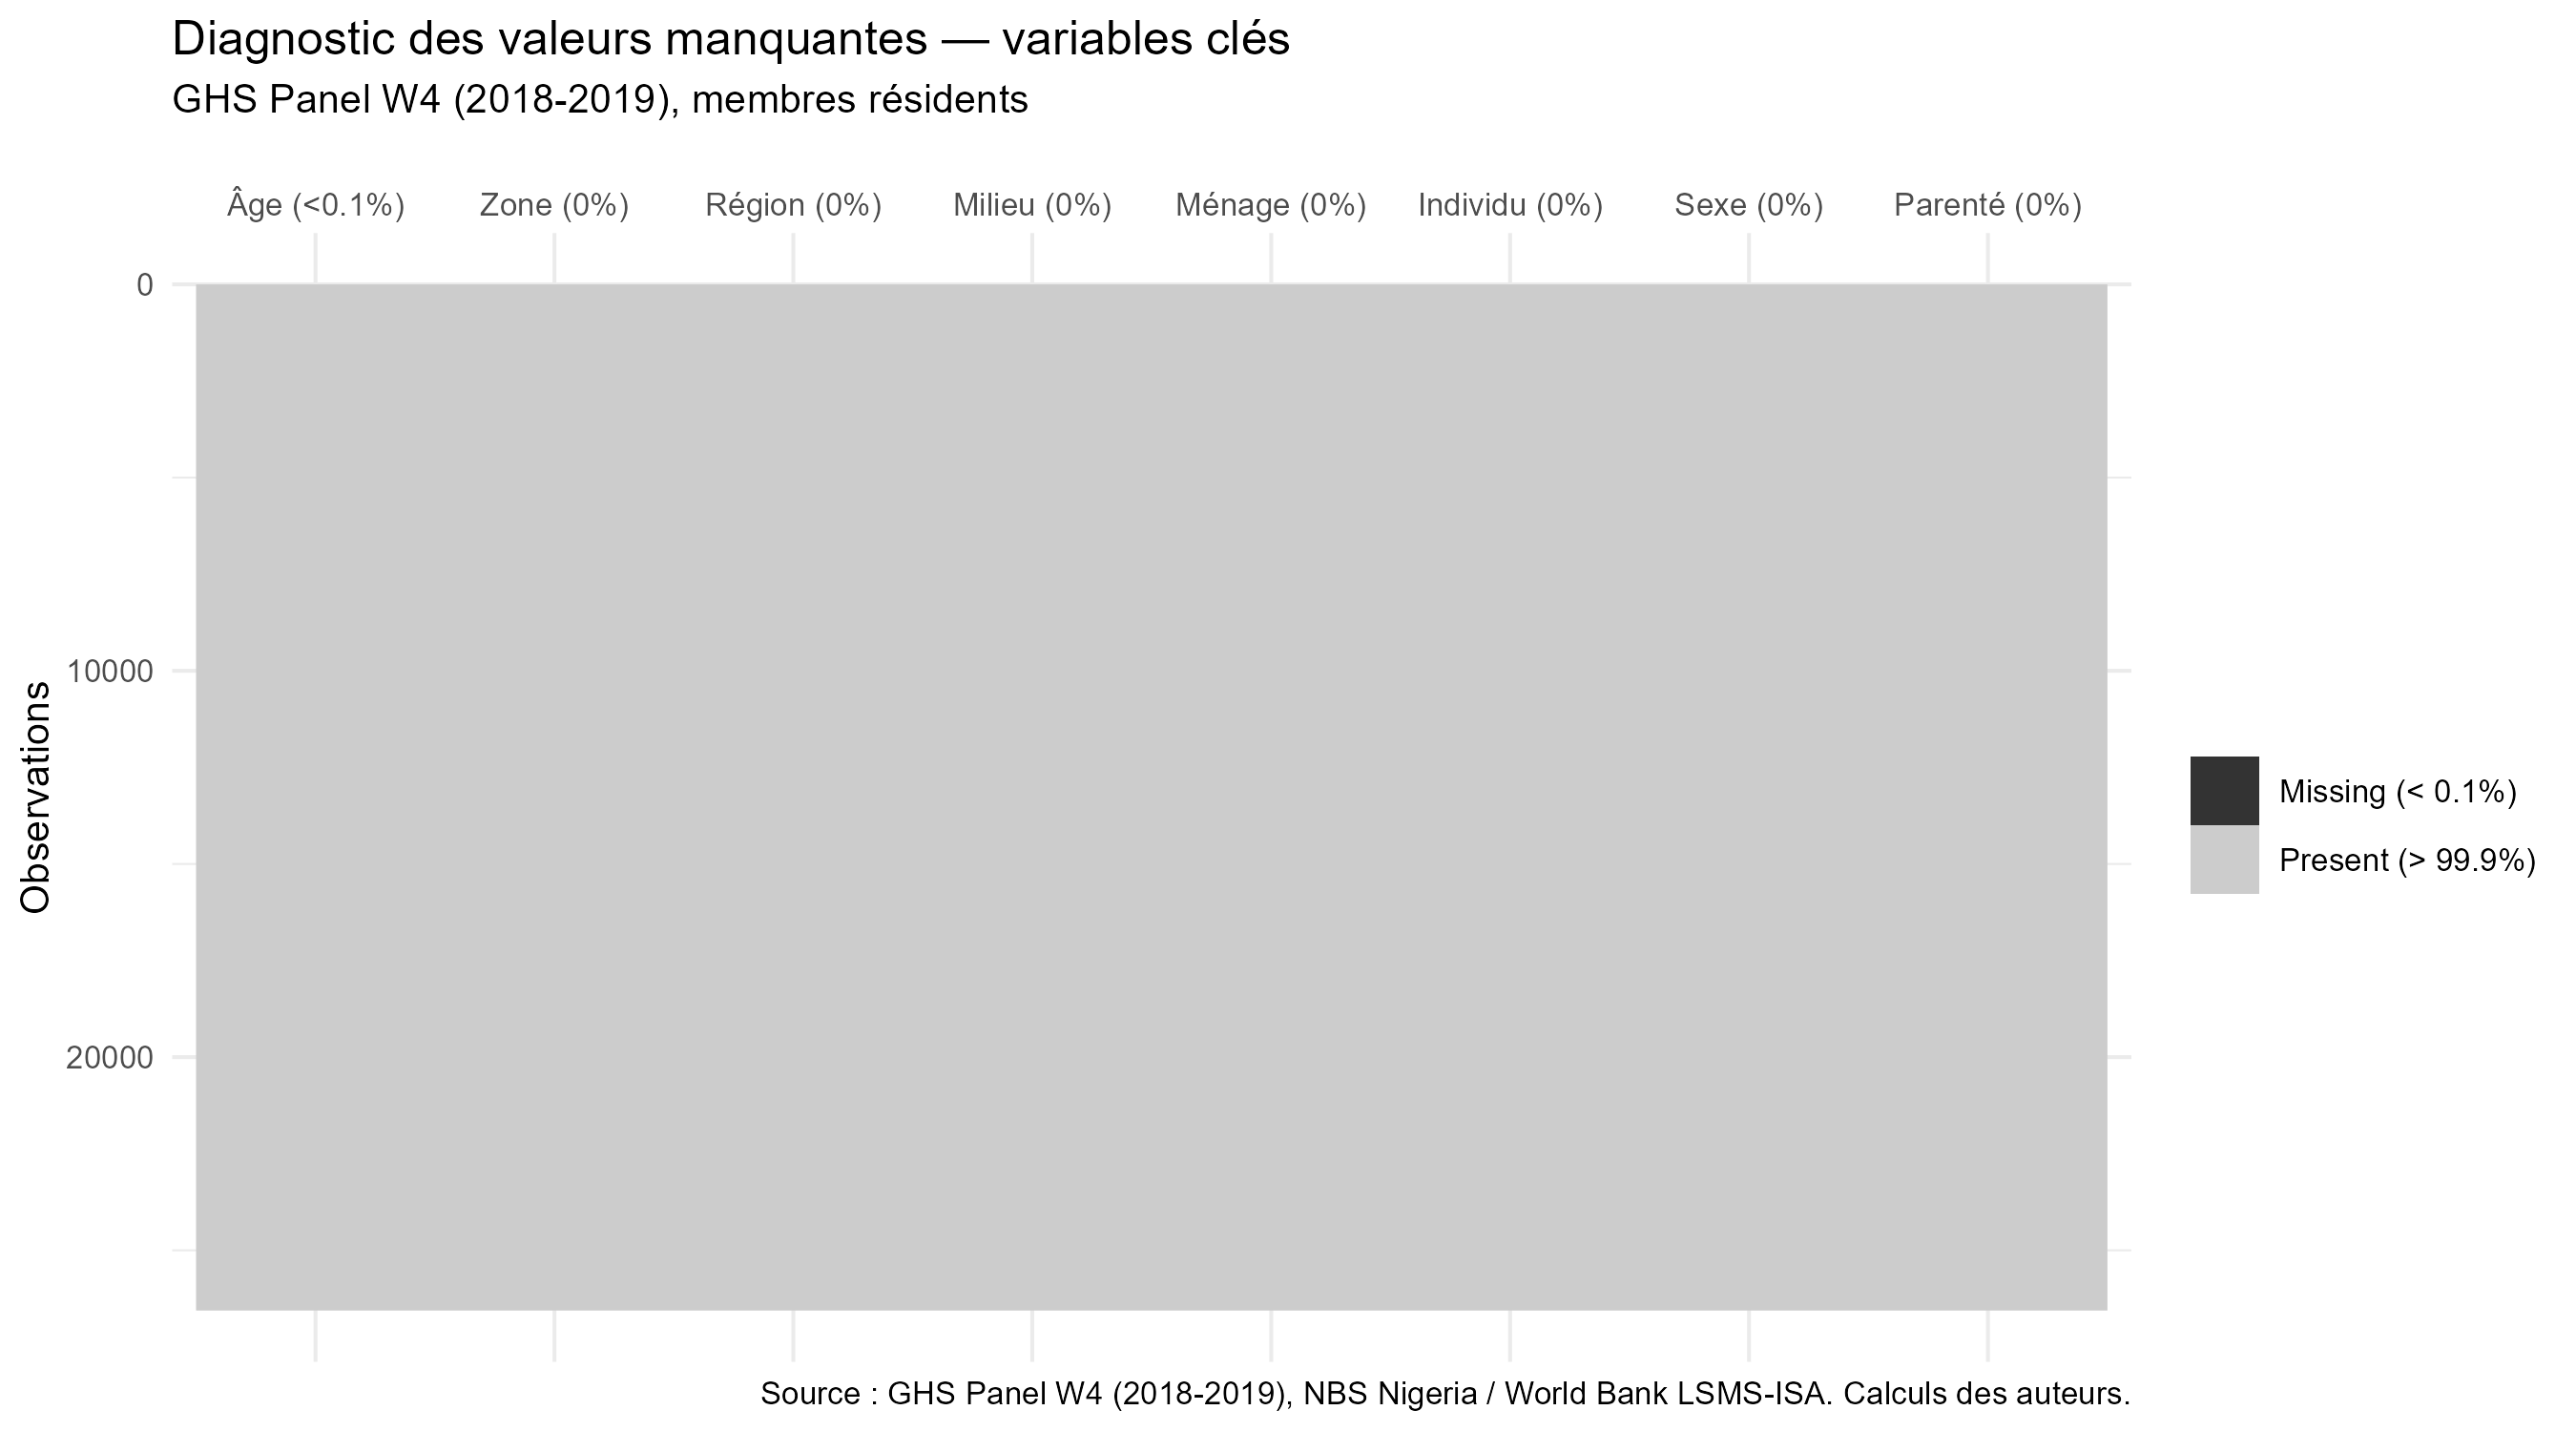 Diagnostic des valeurs manquantes — variables clés
GHS Panel W4 (2018-2019), membres résidents
Âge (<0.1%) Zone (0%) Région (0%) Milieu (0%) Ménage (0%) Individu (0%) Sexe (0%) Parenté (0%)
0
10000
20000
Observations
Missing (< 0.1%)
Present (> 99.9%)
Source : GHS Panel W4 (2018-2019), NBS Nigeria / World Bank LSMS-ISA. Calculs des auteurs.